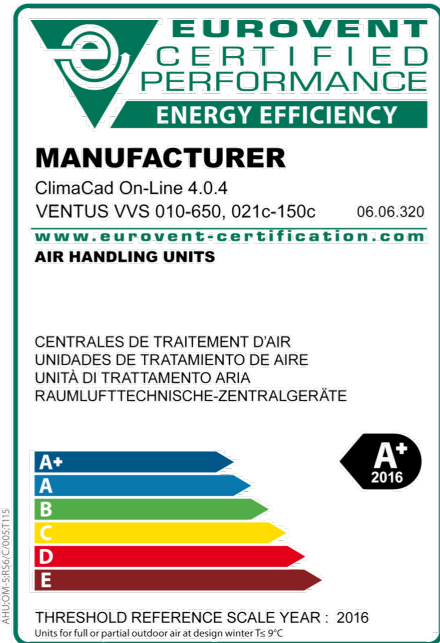 EUROVENT
CERTIFIED
PERFORMANCE
ENERGY EFFICIENCY
MANUFACTURER
ClimaCad On-Line 4.0.4
VENTUS VVS 010-650, 021c-150c 06.06.320
www.eurovent-certification.com
AIR HANDLING UNITS
CENTRALES DE TRAITEMENT D'AIR
UNIDADES DE TRATAMIENTO DE AIRE
UNITÀ DI TRATTAMENTO ARIA
RAUMLUFTTECHNISCHE-ZENTRALGERÄTE
A+
A
B
C
D
E
A+
2016
THRESHOLD REFERENCE SCALE YEAR : 2016
Units for full or partial outdoor air at design winter T≤ 9°C
AHU:OM-5:RS6/C/005:T115